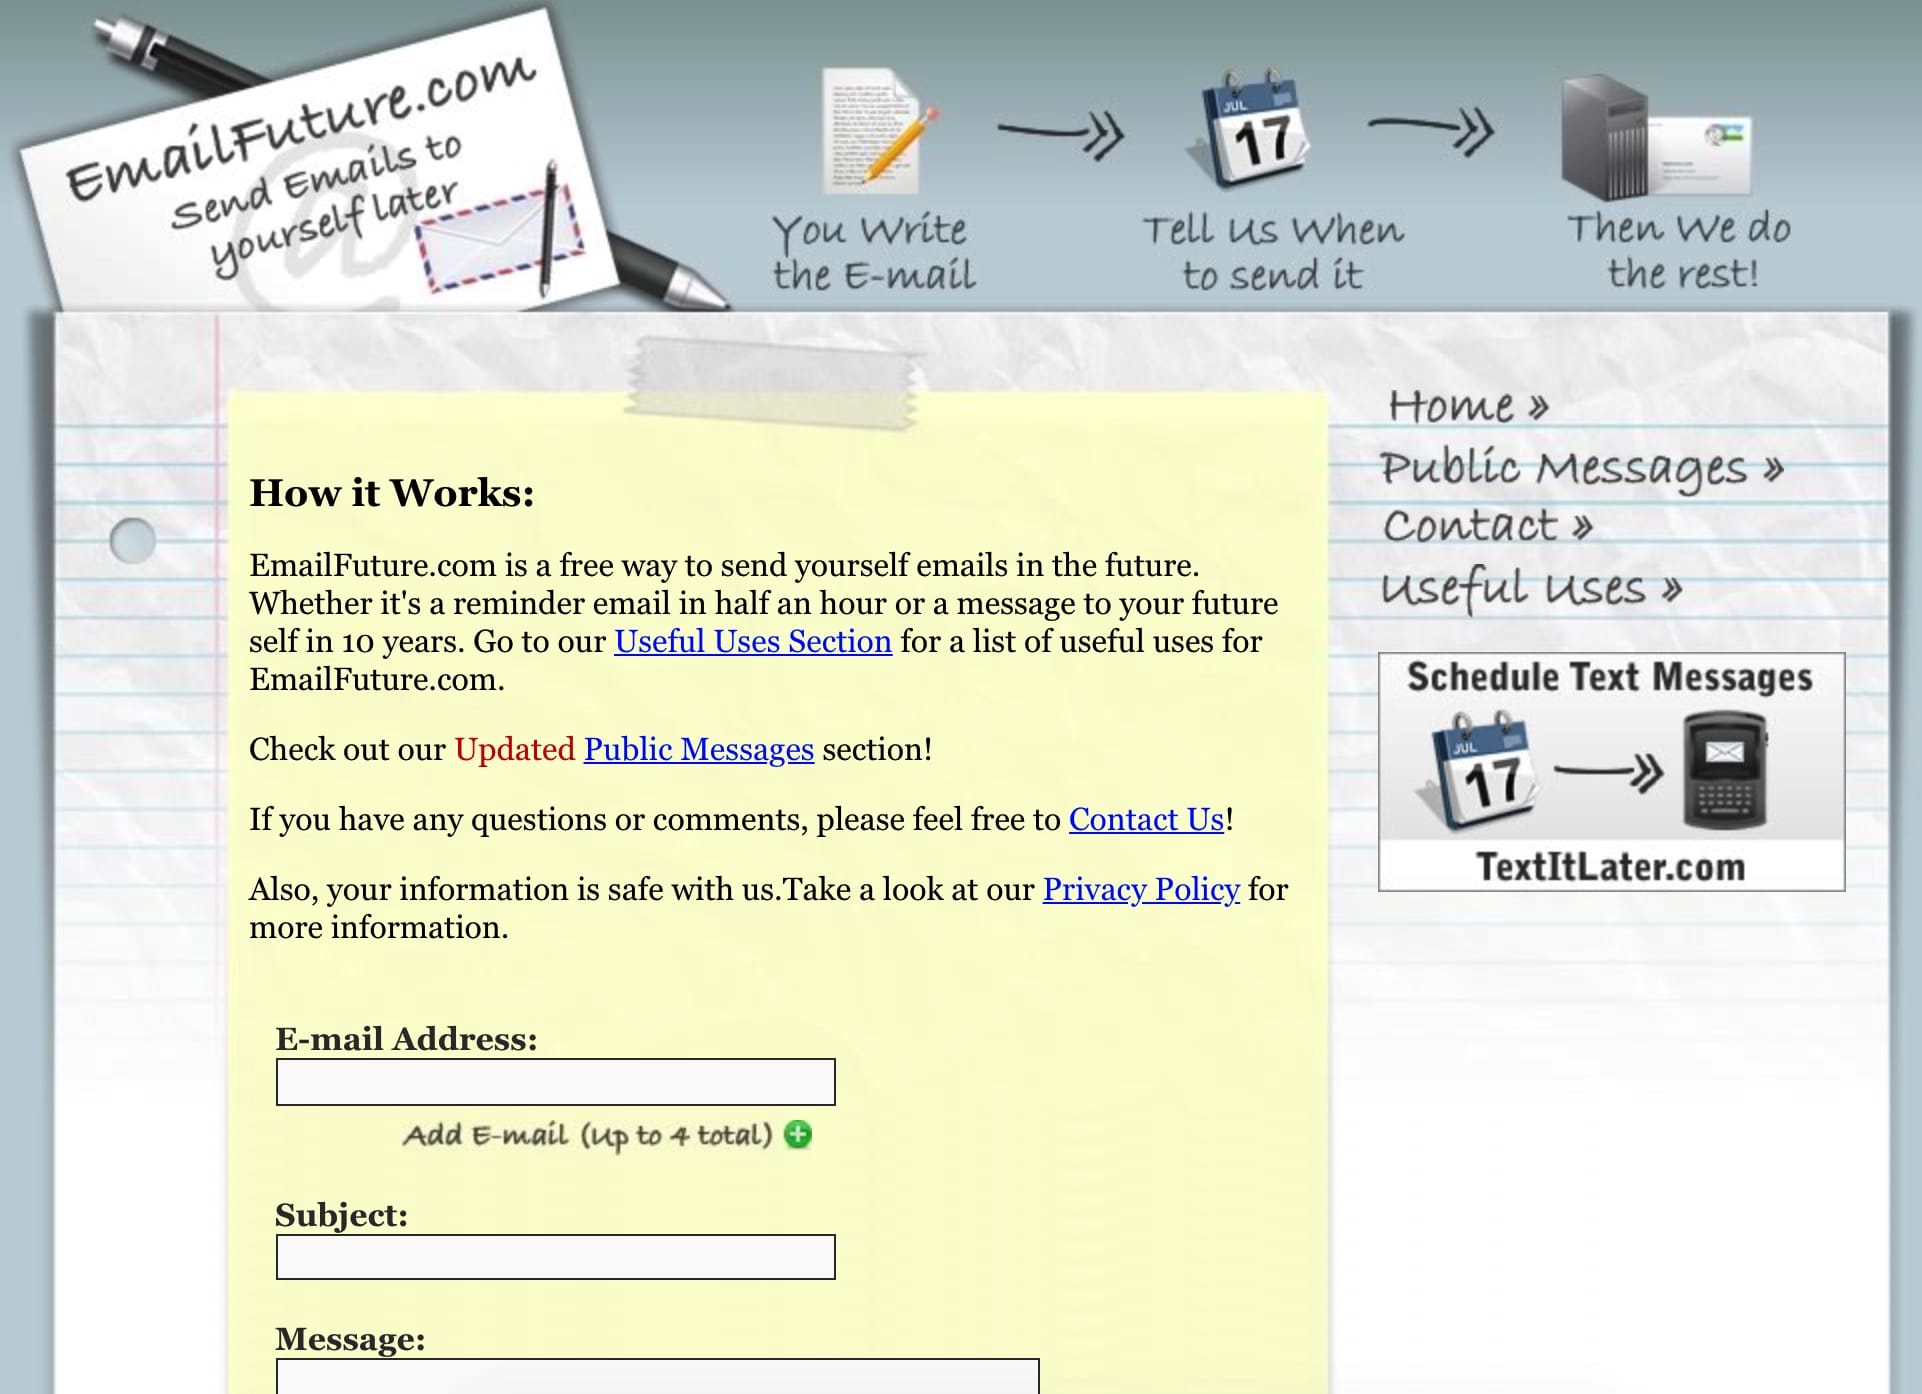 EmailFuture.com
Send Emails to
yourself later
You Write
the E-mail
JUL
17
Tell Us When
to send it
Then We do
the rest!
Home »
Public Messages »
Contact »
Useful Uses »
How it Works:
EmailFuture.com is a free way to send yourself emails in the future.
Whether it's a reminder email in half an hour or a message to your future
self in 10 years. Go to our Useful Uses Section for a list of useful uses for
EmailFuture.com.
Check out our Updated Public Messages section!
If you have any questions or comments, please feel free to Contact Us!
Also, your information is safe with us.Take a look at our Privacy Policy for
more information.
Schedule Text Messages
JUL
17
TextItLater.com
E-mail Address:
Add E-mail (Up to 4 total)
Subject:
Message: